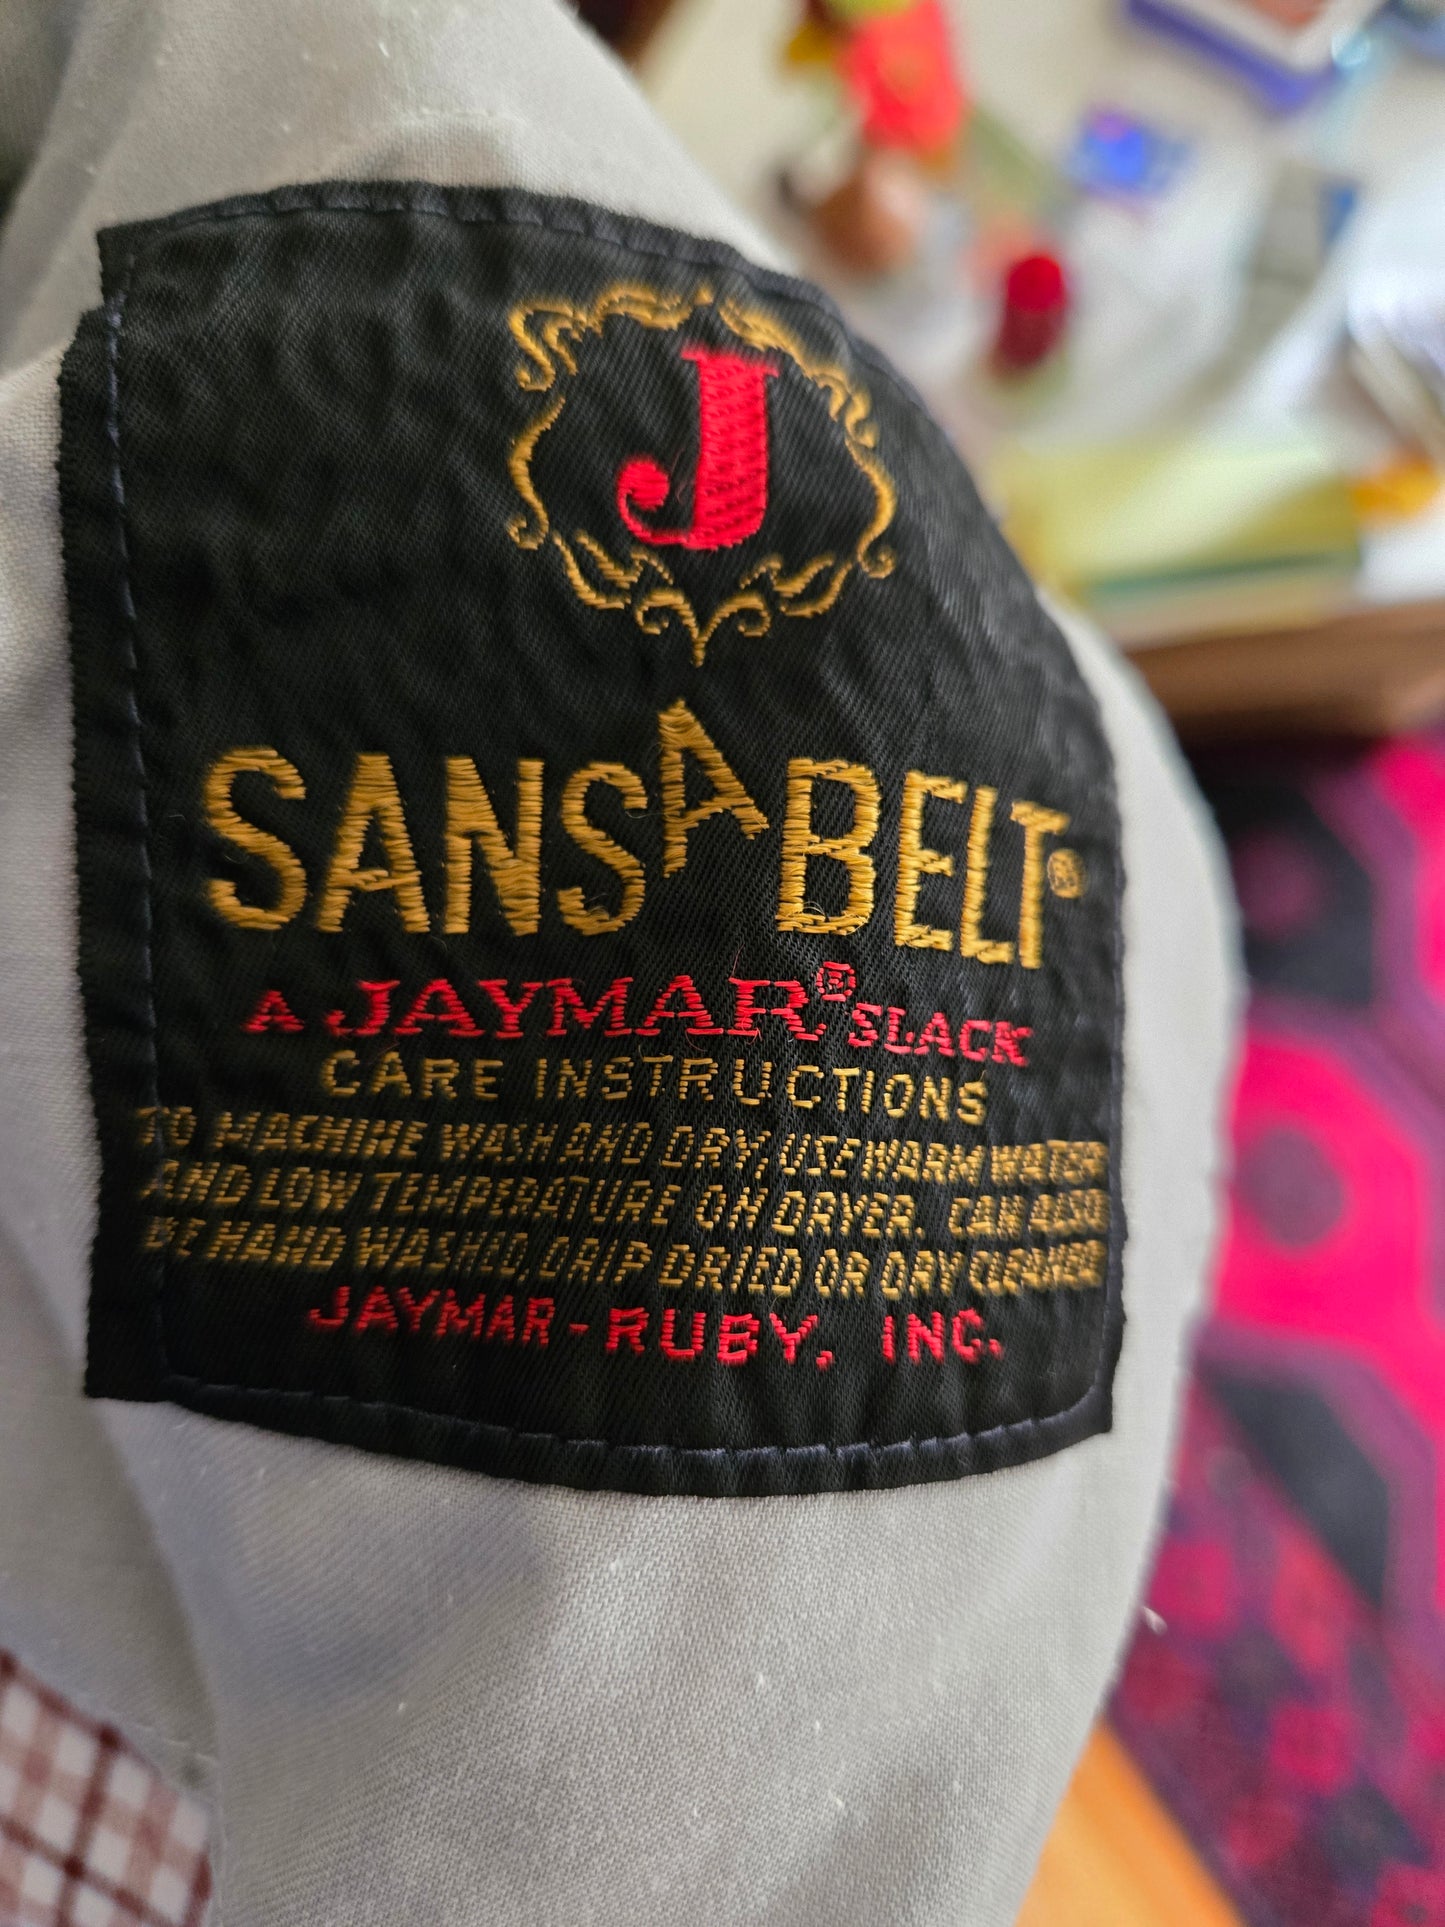 J
SANSABELT®
A JAYMAR® SLACK
CARE INSTRUCTIONS
TO MACHINE WASH AND DRY, USE WARM WATER
AND LOW TEMPERATURE ON DRYER. CAN ALSO
BE HAND WASHED, DRIP DRIED OR DRY CLEANED
JAYMAR-RUBY, INC.